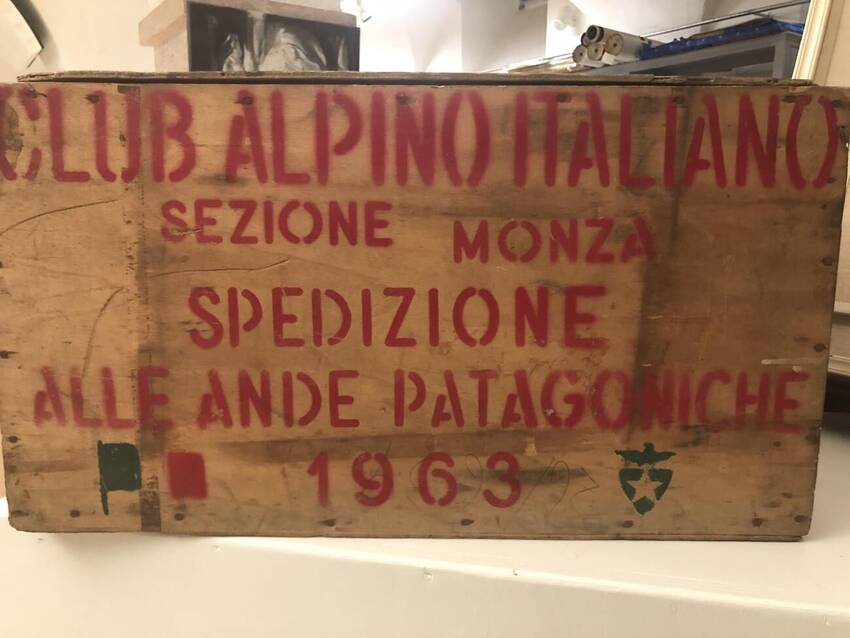 CLUB ALPINO ITALIANO
SEZIONE MONZA
SPEDIZIONE
ALLE ANDE PATAGONICHE
1963